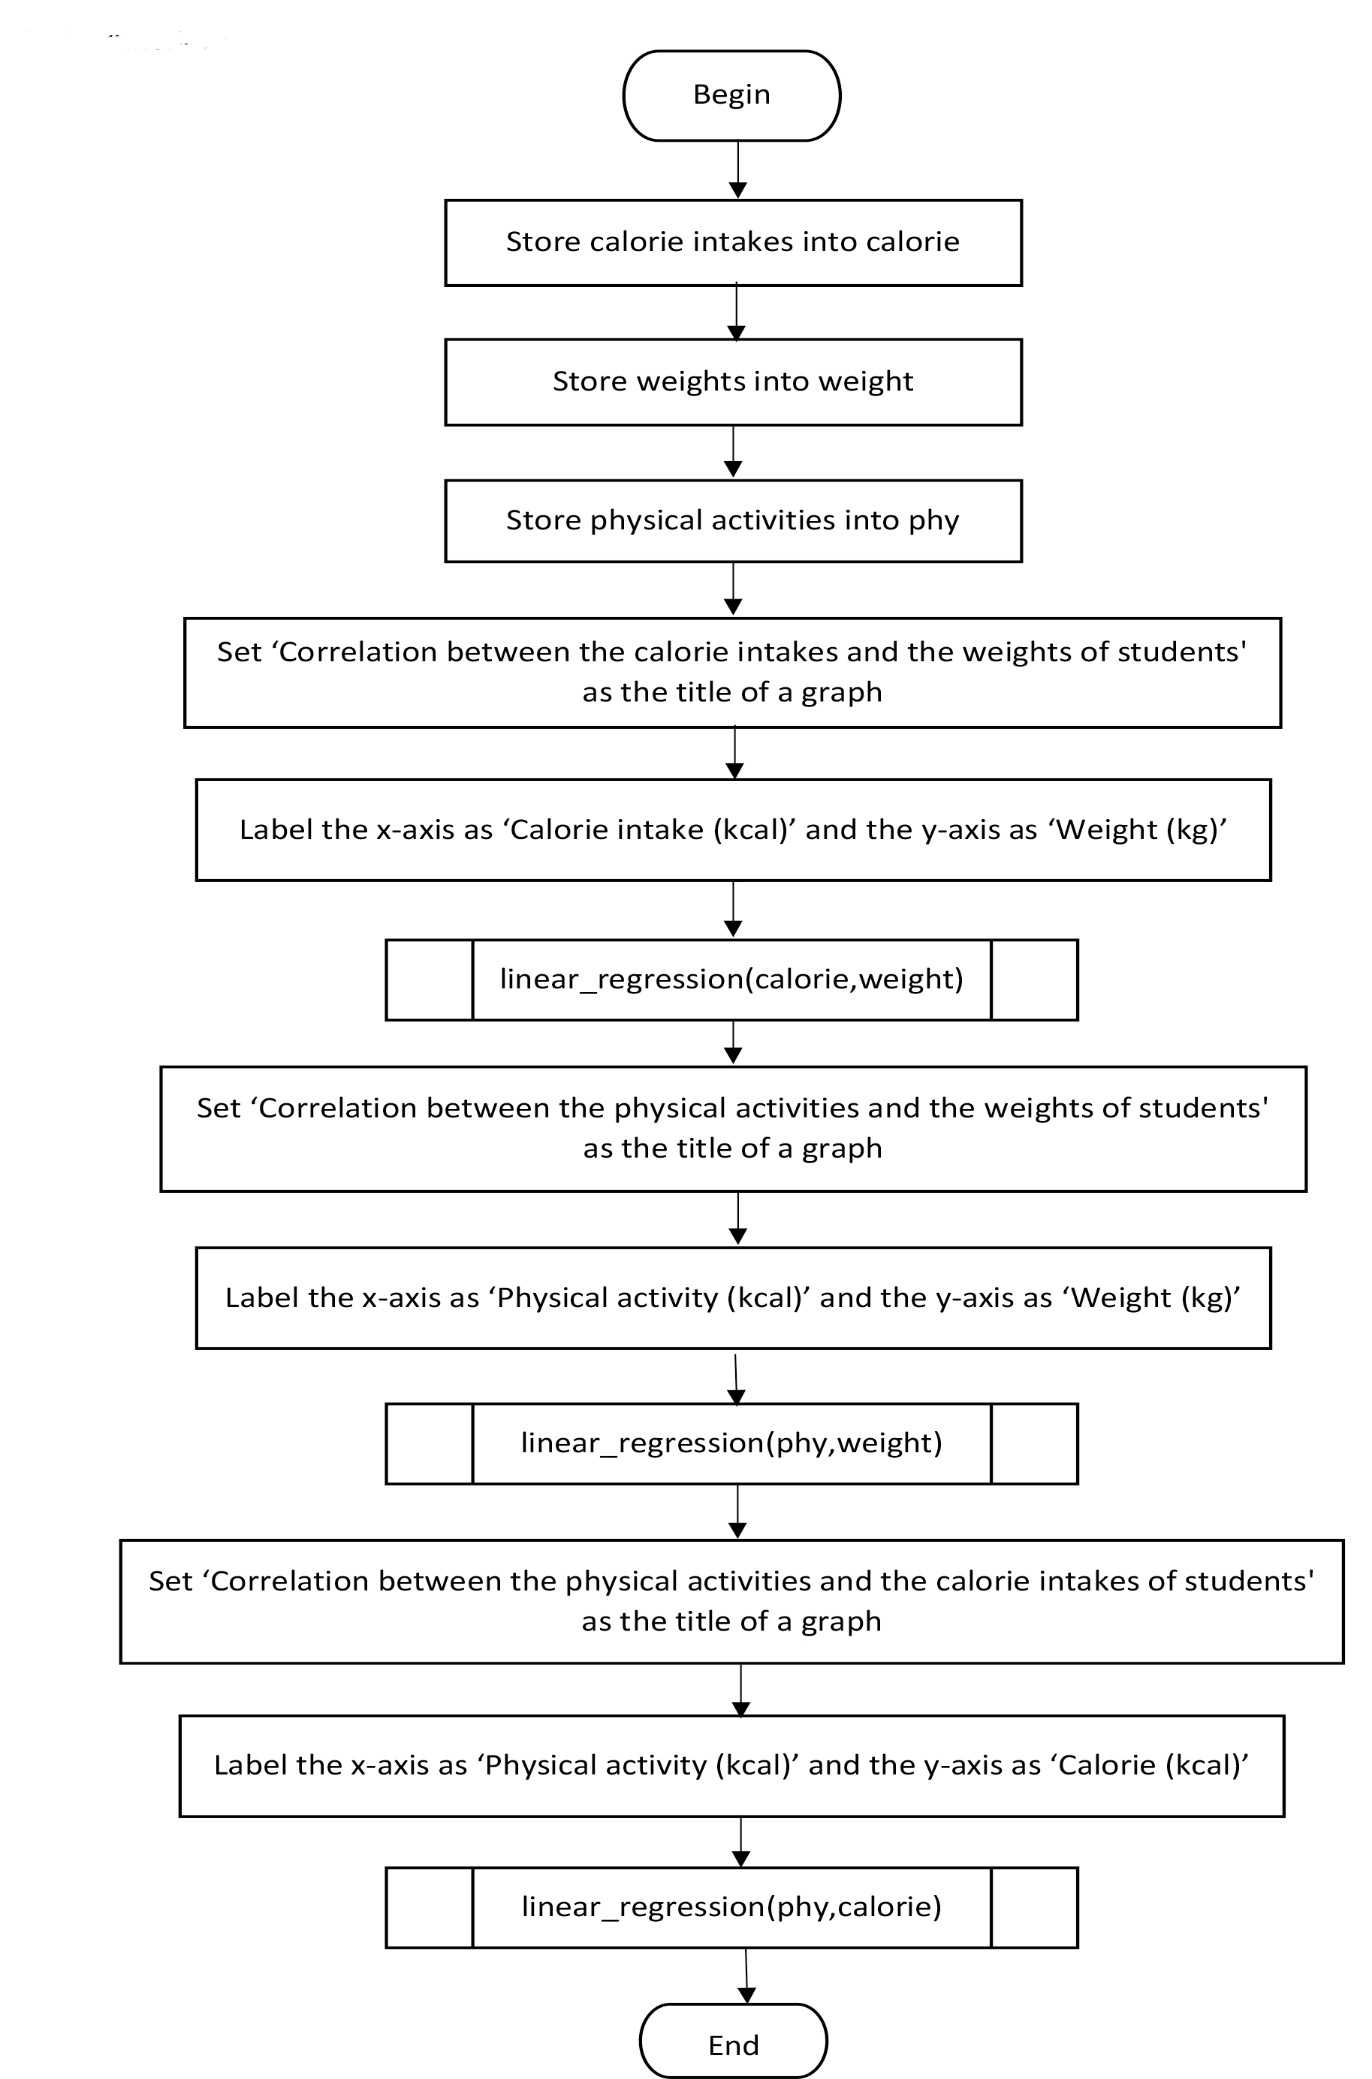 Begin
Store calorie intakes into calorie
Store weights into weight
Store physical activities into phy
Set ‘Correlation between the calorie intakes and the weights of students'
as the title of a graph
Label the x-axis as ‘Calorie intake (kcal)’ and the y-axis as ‘Weight (kg)’
linear_regression(calorie,weight)
Set ‘Correlation between the physical activities and the weights of students'
as the title of a graph
Label the x-axis as ‘Physical activity (kcal)’ and the y-axis as ‘Weight (kg)’
linear_regression(phy,weight)
Set ‘Correlation between the physical activities and the calorie intakes of students'
as the title of a graph
Label the x-axis as ‘Physical activity (kcal)’ and the y-axis as ‘Calorie (kcal)’
linear_regression(phy,calorie)
End